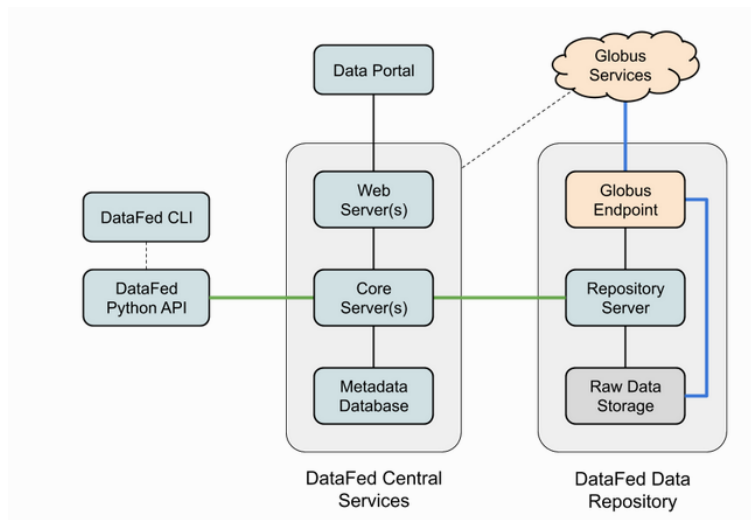 Data Portal
Globus
Services
Web
Server(s)
Globus
Endpoint
DataFed CLI
DataFed
Python API
Core
Server(s)
Repository
Server
Metadata
Database
Raw Data
Storage
DataFed Central
Services
DataFed Data
Repository